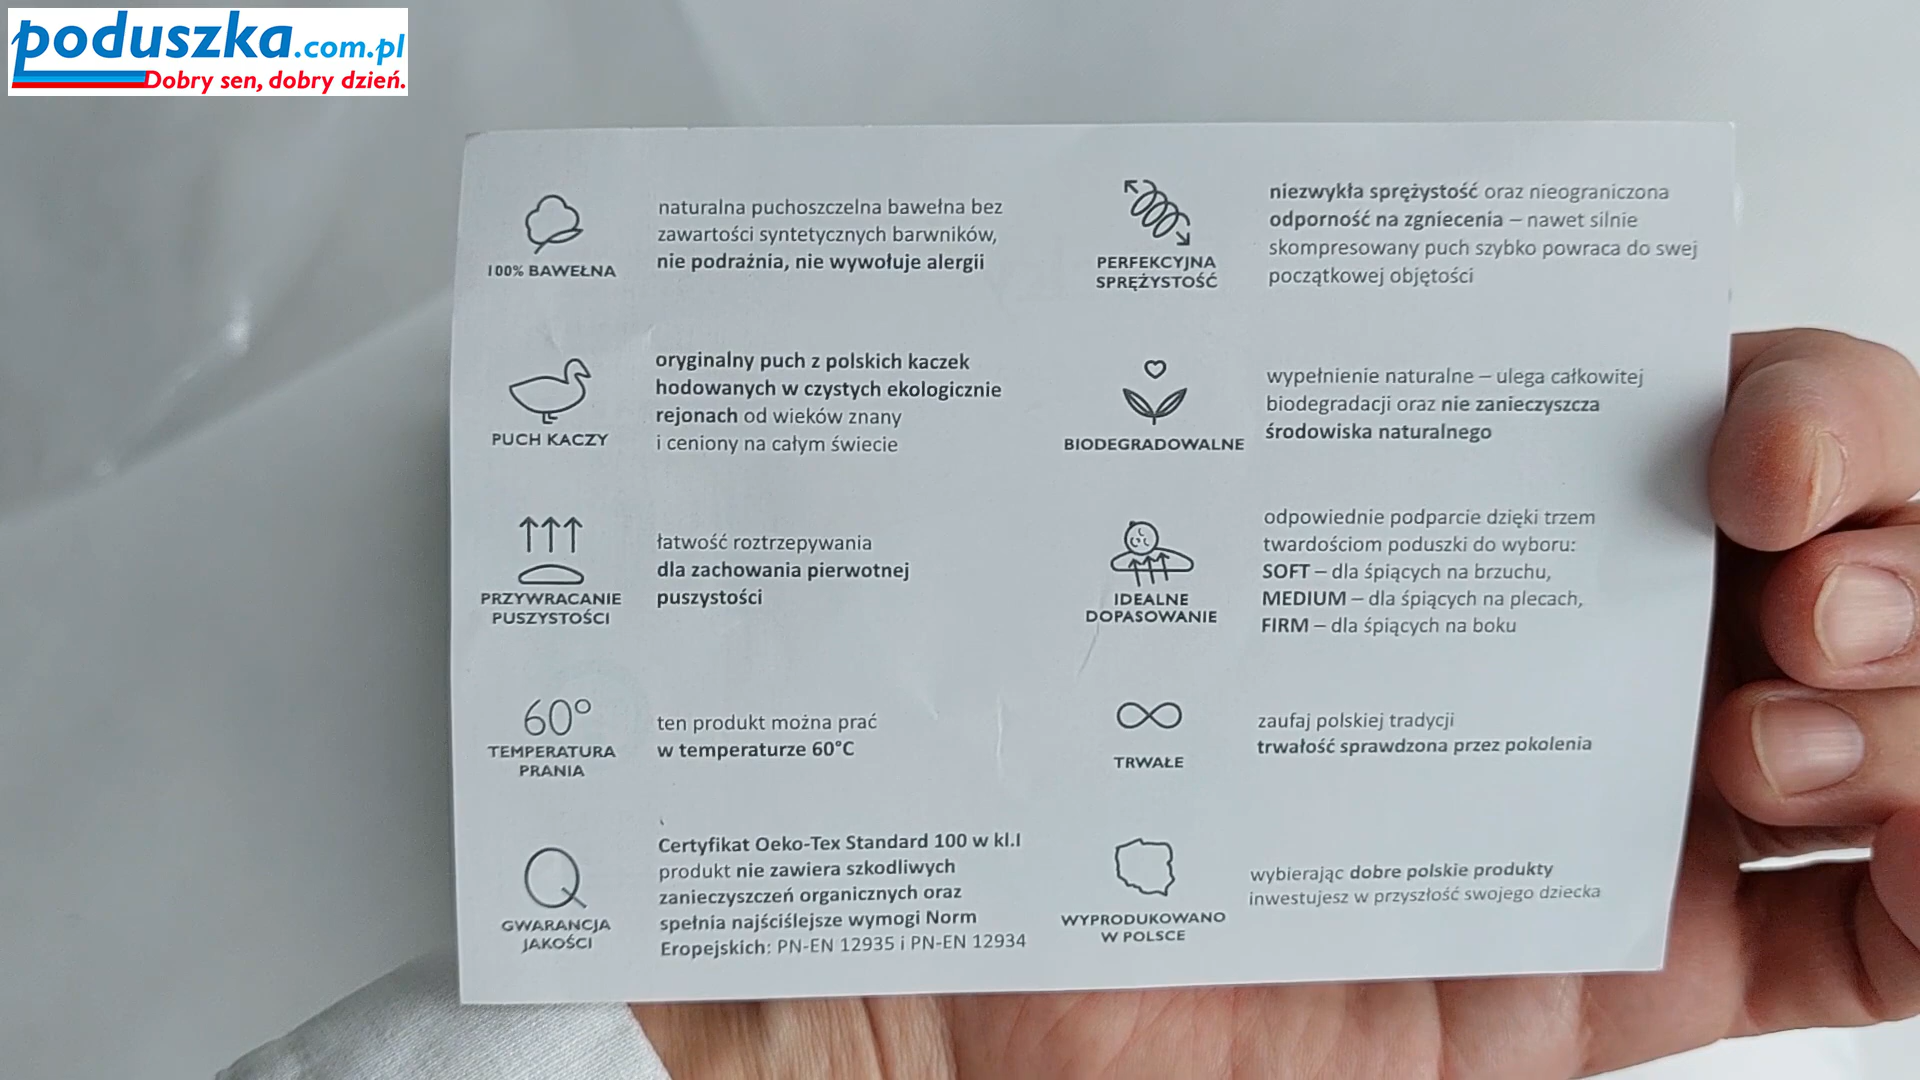 poduszka.com.pl
Dobry sen, dobry dzień.
100% BAWEŁNA
naturalna puchoszczelna bawełna bez
zawartości syntetycznych barwników,
nie podrażnia, nie wywołuje alergii
PUCH KACZY
oryginalny puch z polskich kaczek
hodowanych w czystych ekologicznie
rejonach od wieków znany
i ceniony na całym świecie
PRZYWRACANIE
PUSZYSTOŚCI
łatwość roztrzepywania
dla zachowania pierwotnej
puszystości
60°
TEMPERATURA
PRANIA
ten produkt można prać
w temperaturze 60°C
GWARANCJA
JAKOŚCI
Certyfikat Oeko-Tex Standard 100 w kl.I
produkt nie zawiera szkodliwych
zanieczyszczeń organicznych oraz
spełnia najściślejsze wymogi Norm
Eropejskich: PN-EN 12935 i PN-EN 12934
PERFEKCYJNA
SPRĘŻYSTOŚĆ
niezwykła sprężystość oraz nieograniczona
odporność na zgniecenia – nawet silnie
skompresowany puch szybko powraca do swej
początkowej objętości
BIODEGRADOWALNE
wypełnienie naturalne – ulega całkowitej
biodegradacji oraz nie zanieczyszcza
środowiska naturalnego
IDEALNE
DOPASOWANIE
odpowiednie podparcie dzięki trzem
twardościom poduszki do wyboru:
SOFT – dla śpiących na brzuchu,
MEDIUM – dla śpiących na plecach,
FIRM – dla śpiących na boku
TRWAŁE
zaufaj polskiej tradycji
trwałość sprawdzona przez pokolenia
WYPRODUKOWANO
W POLSCE
wybierając dobre polskie produkty
inwestujesz w przyszłość swojego dziecka